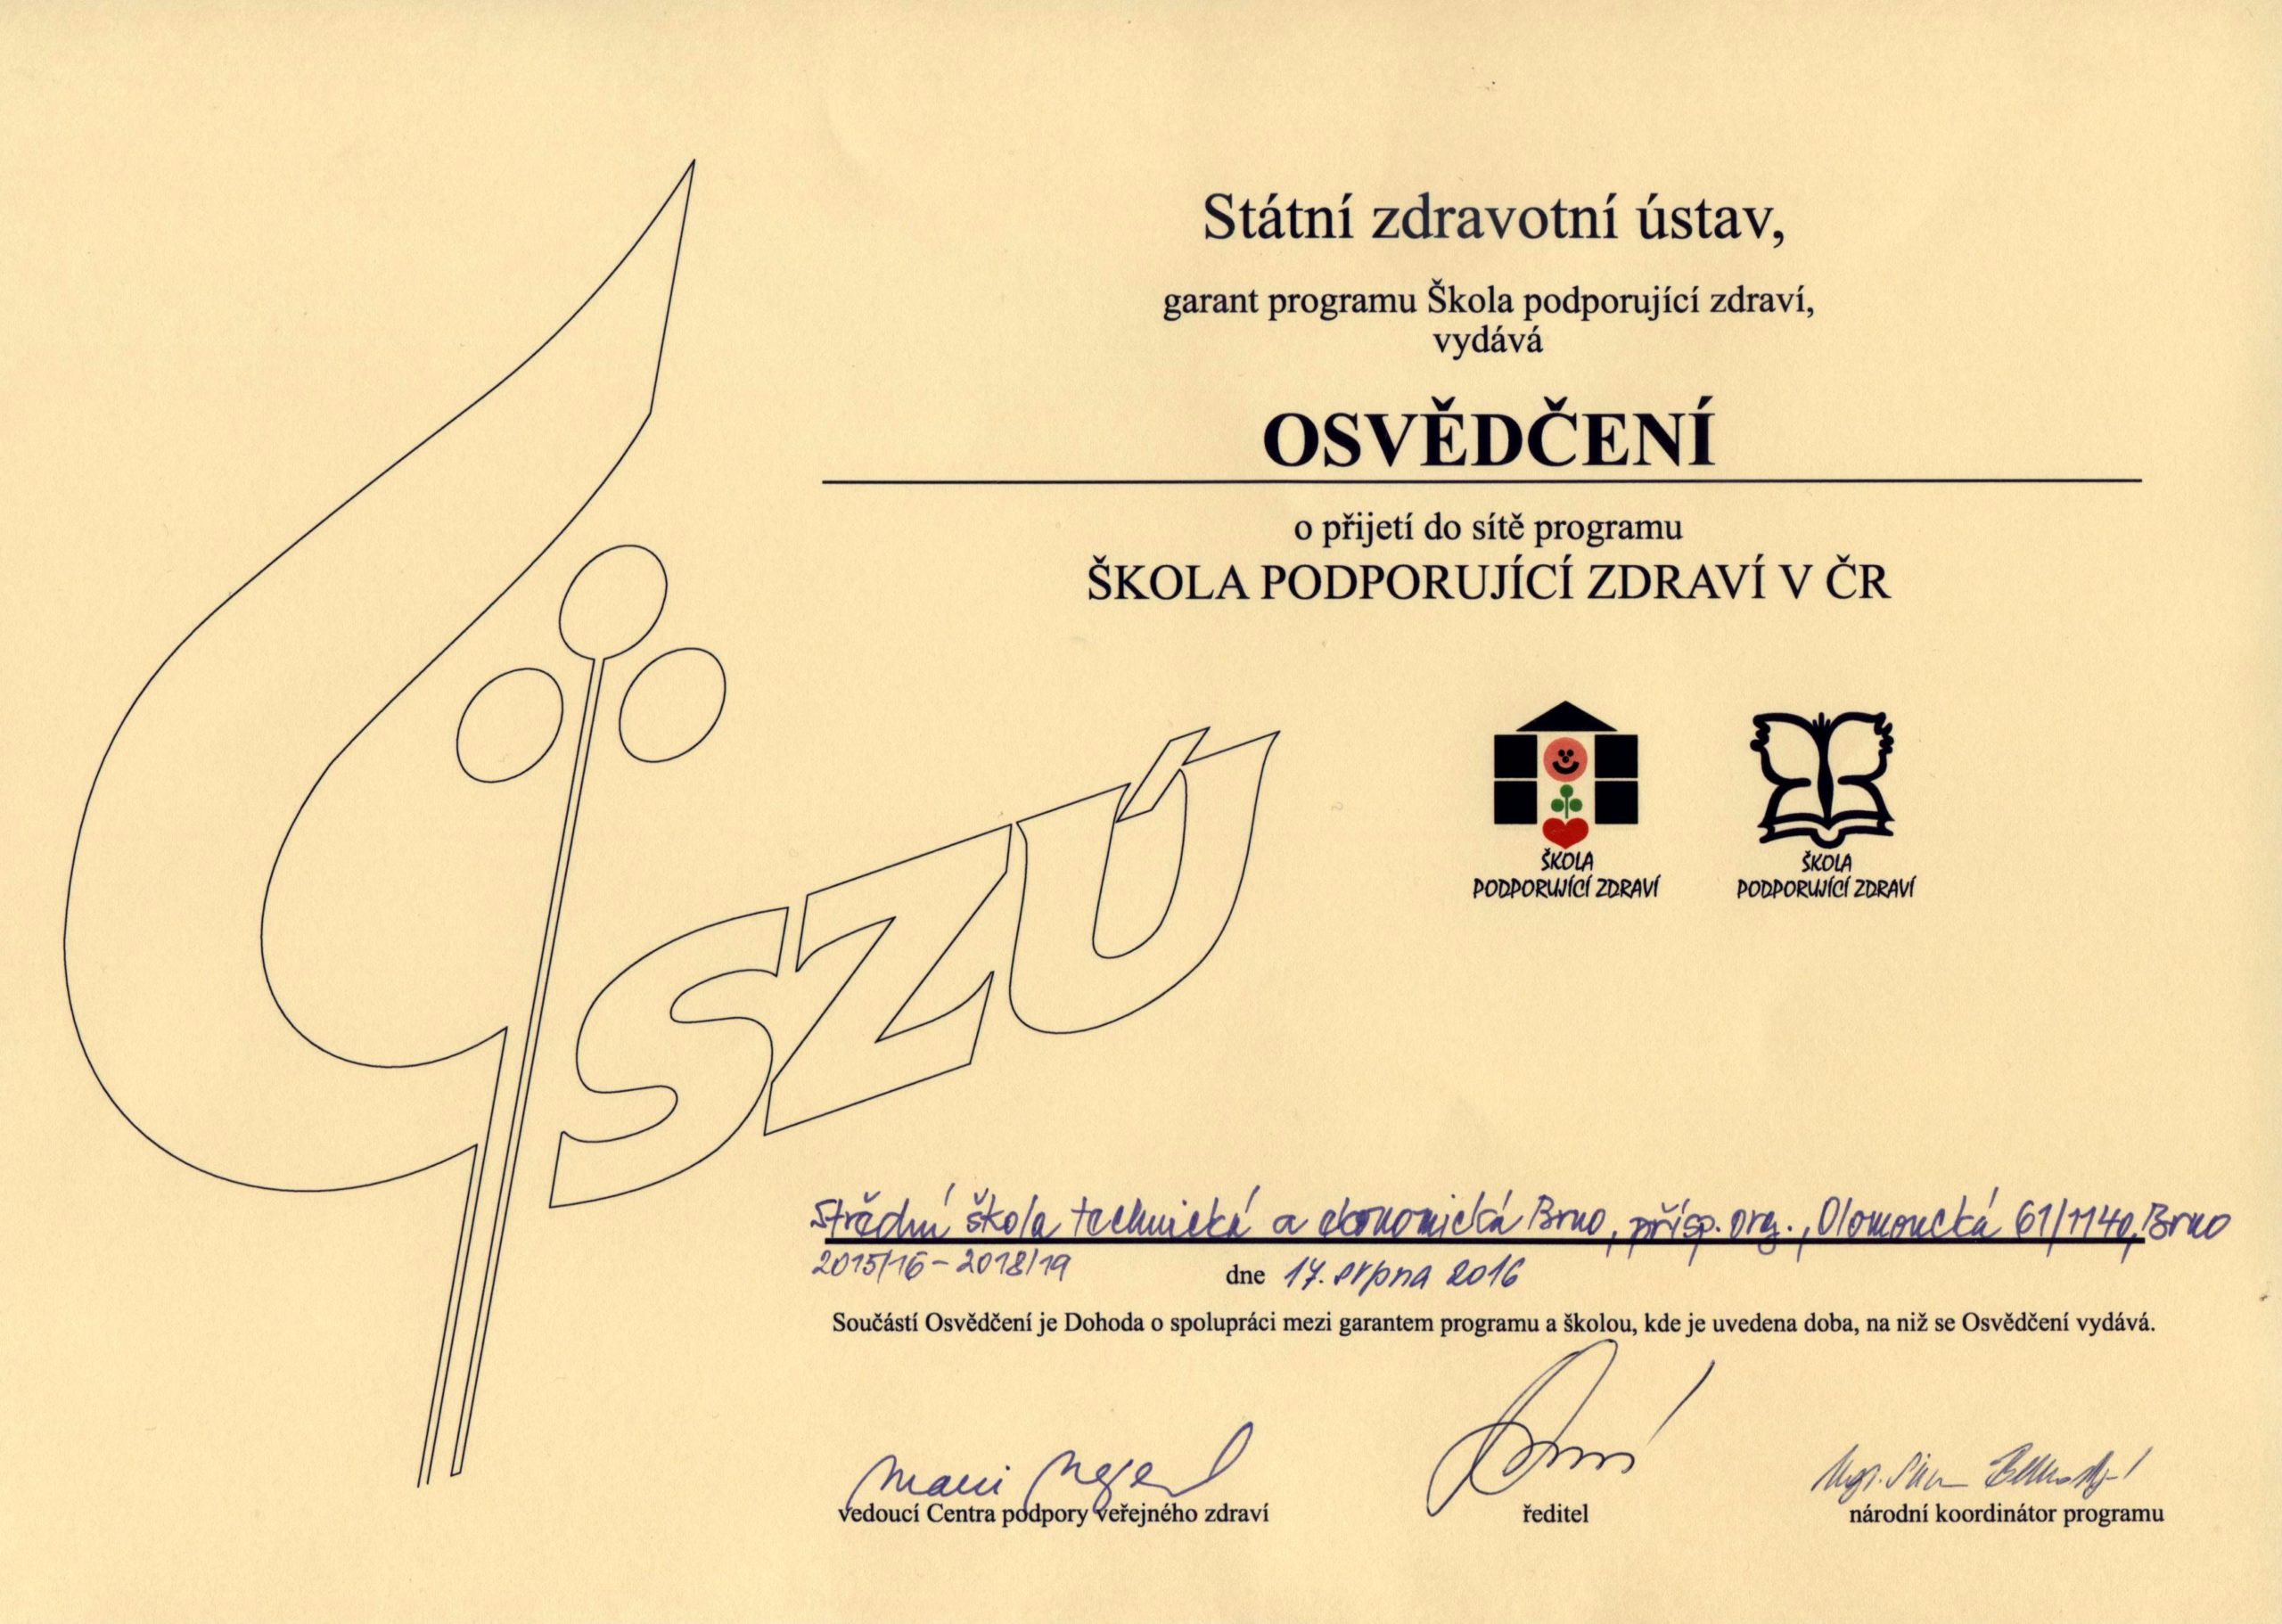 Státní zdravotní ústav,
garant programu Škola podporující zdraví,
vydává
OSVĚDČENÍ
o přijetí do sítě programu
ŠKOLA PODPORUJÍCÍ ZDRAVÍ V ČR
SZÚ
ŠKOLA
PODPORUJÍCÍ ZDRAVÍ
ŠKOLA
PODPORUJÍCÍ ZDRAVÍ
Střední škola technická a ekonomická Brno, přísp. org., Olomoucká 61/1140, Brno
2015/16 - 2018/19
dne 17. srpna 2016
Součástí Osvědčení je Dohoda o spolupráci mezi garantem programu a školou, kde je uvedena doba, na niž se Osvědčení vydává.
Mgr.
vedoucí Centra podpory veřejného zdraví
ředitel
národní koordinátor programu